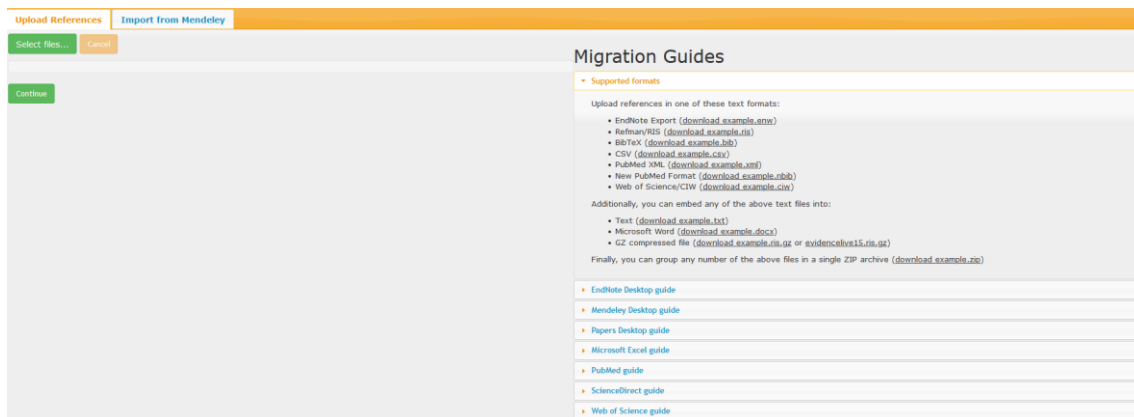 Upload References
Import from Mendeley
Select files...
Cancel
Continue
Migration Guides
Supported formats
Upload references in one of these text formats:
• EndNote Export (download example.enw)
• Refman/RIS (download example.ris)
• BibTeX (download example.bib)
• CSV (download example.csv)
• PubMed XML (download example.xml)
• New PubMed Format (download example.nbib)
• Web of Science/CIW (download example.ciw)
Additionally, you can embed any of the above text files into:
• Text (download example.txt)
• Microsoft Word (download example.docx)
• GZ compressed file (download example.ris.gz or evidencelive15.ris.gz)
Finally, you can group any number of the above files in a single ZIP archive (download example.zip)
EndNote Desktop guide
Mendeley Desktop guide
Papers Desktop guide
Microsoft Excel guide
PubMed guide
ScienceDirect guide
Web of Science guide